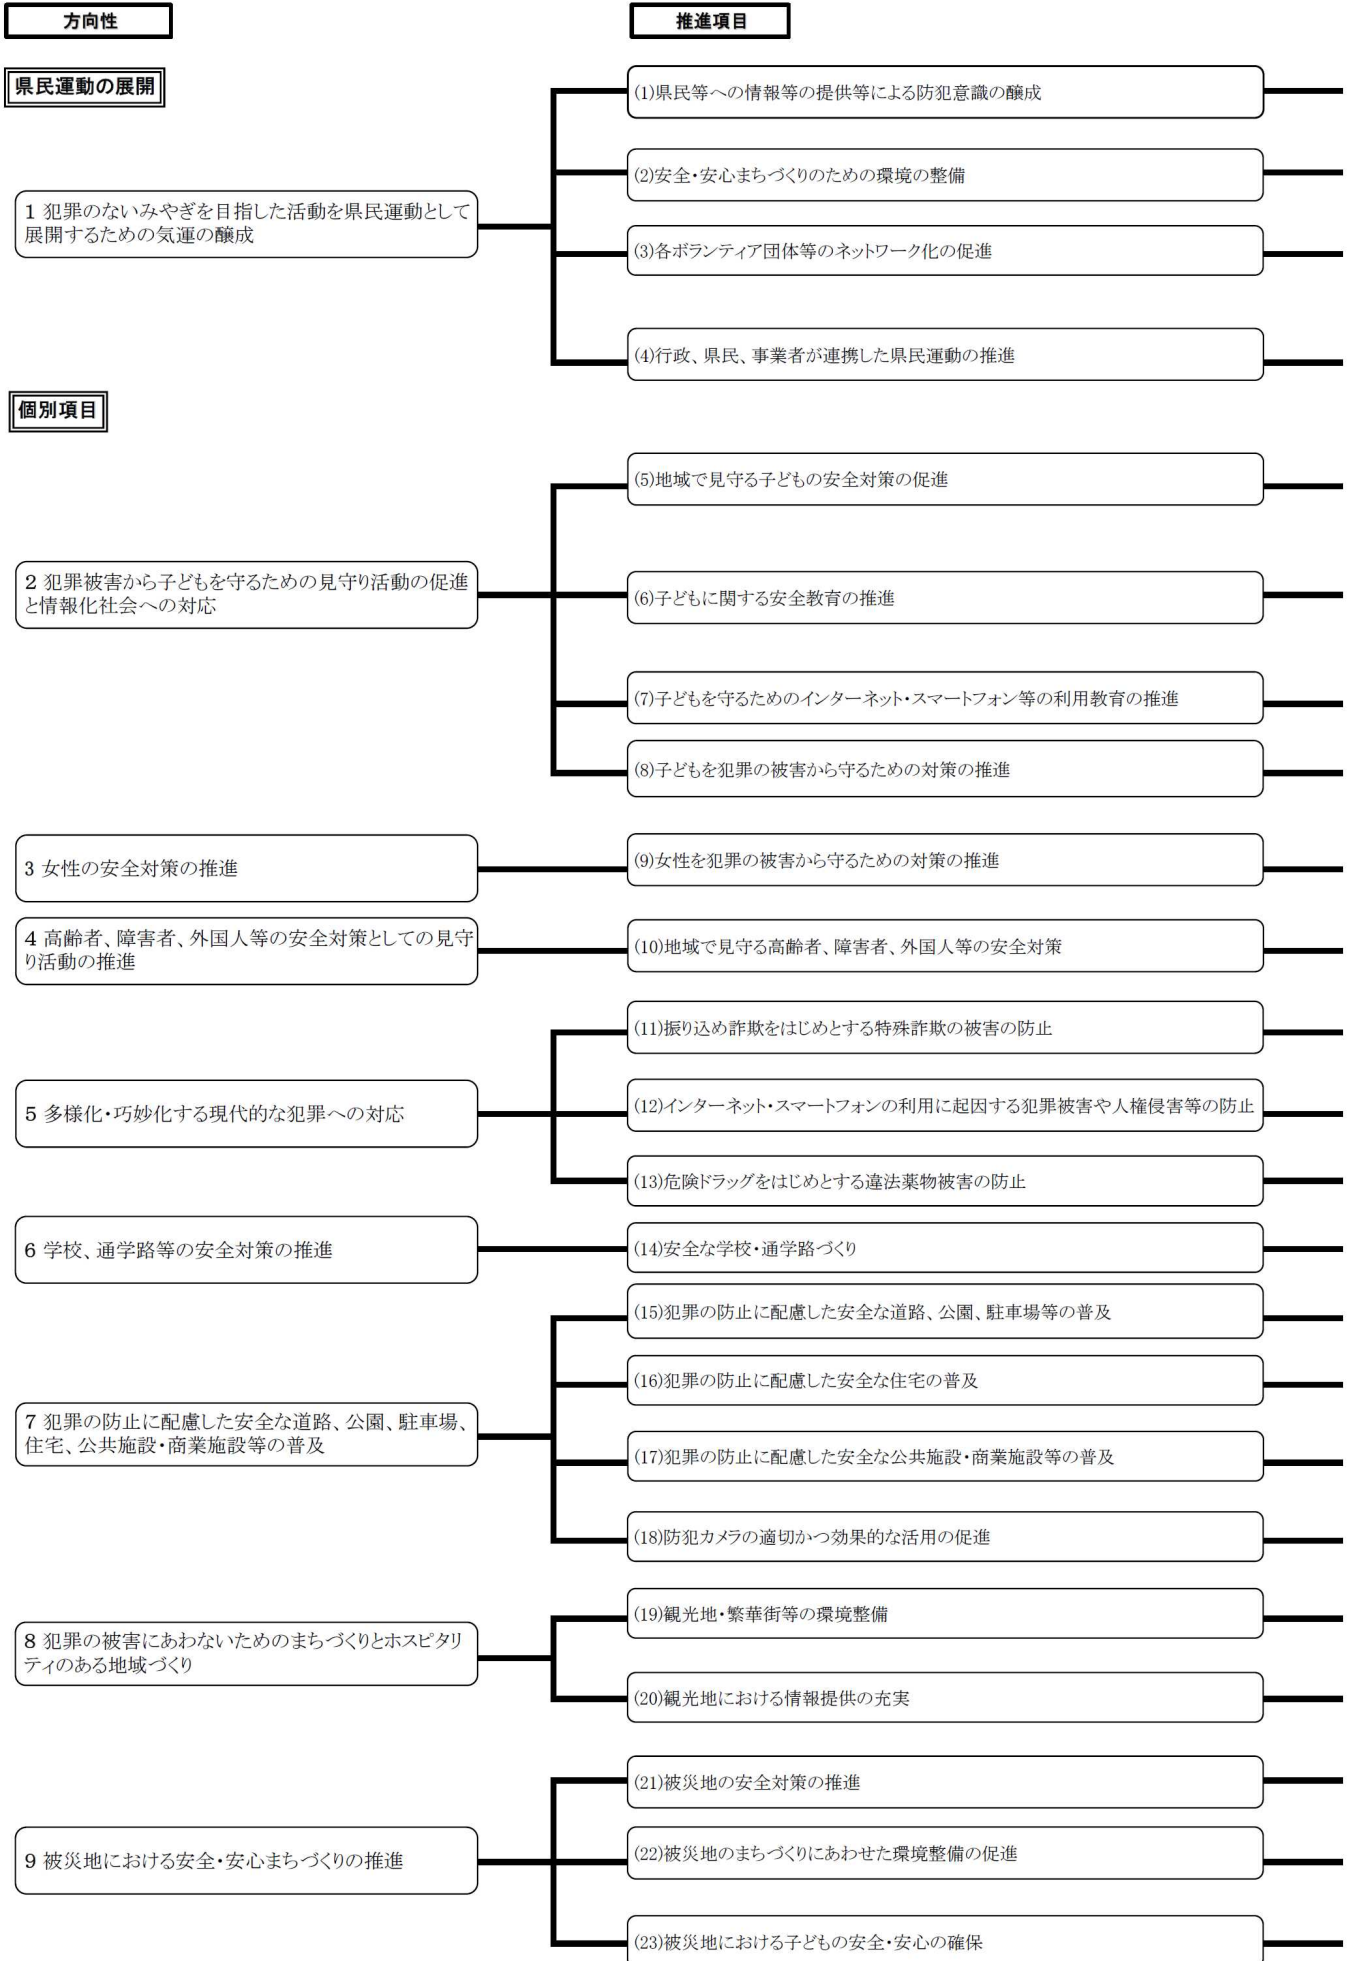 方向性
推進項目
県民運動の展開
1 犯罪のないみやぎを目指した活動を県民運動として
展開するための気運の醸成
(1)県民等への情報等の提供等による防犯意識の醸成
(2)安全・安心まちづくりのための環境の整備
(3)各ボランティア団体等のネットワーク化の促進
(4)行政、県民、事業者が連携した県民運動の推進
個別項目
2 犯罪被害から子どもを守るための見守り活動の促進
と情報化社会への対応
(5)地域で見守る子どもの安全対策の促進
(6)子どもに関する安全教育の推進
(7)子どもを守るためのインターネット・スマートフォン等の利用教育の推進
(8)子どもを犯罪の被害から守るための対策の推進
3 女性の安全対策の推進
(9)女性を犯罪の被害から守るための対策の推進
4 高齢者、障害者、外国人等の安全対策としての見守
り活動の推進
(10)地域で見守る高齢者、障害者、外国人等の安全対策
5 多様化・巧妙化する現代的な犯罪への対応
(11)振り込め詐欺をはじめとする特殊詐欺の被害の防止
(12)インターネット・スマートフォンの利用に起因する犯罪被害や人権侵害等の防止
(13)危険ドラッグをはじめとする違法薬物被害の防止
6 学校、通学路等の安全対策の推進
(14)安全な学校・通学路づくり
7 犯罪の防止に配慮した安全な道路、公園、駐車場、
住宅、公共施設・商業施設等の普及
(15)犯罪の防止に配慮した安全な道路、公園、駐車場等の普及
(16)犯罪の防止に配慮した安全な住宅の普及
(17)犯罪の防止に配慮した安全な公共施設・商業施設等の普及
(18)防犯カメラの適切かつ効果的な活用の促進
8 犯罪の被害にあわないためのまちづくりとホスピタリ
ティのある地域づくり
(19)観光地・繁華街等の環境整備
(20)観光地における情報提供の充実
9 被災地における安全・安心まちづくりの推進
(21)被災地の安全対策の推進
(22)被災地のまちづくりにあわせた環境整備の促進
(23)被災地における子どもの安全・安心の確保